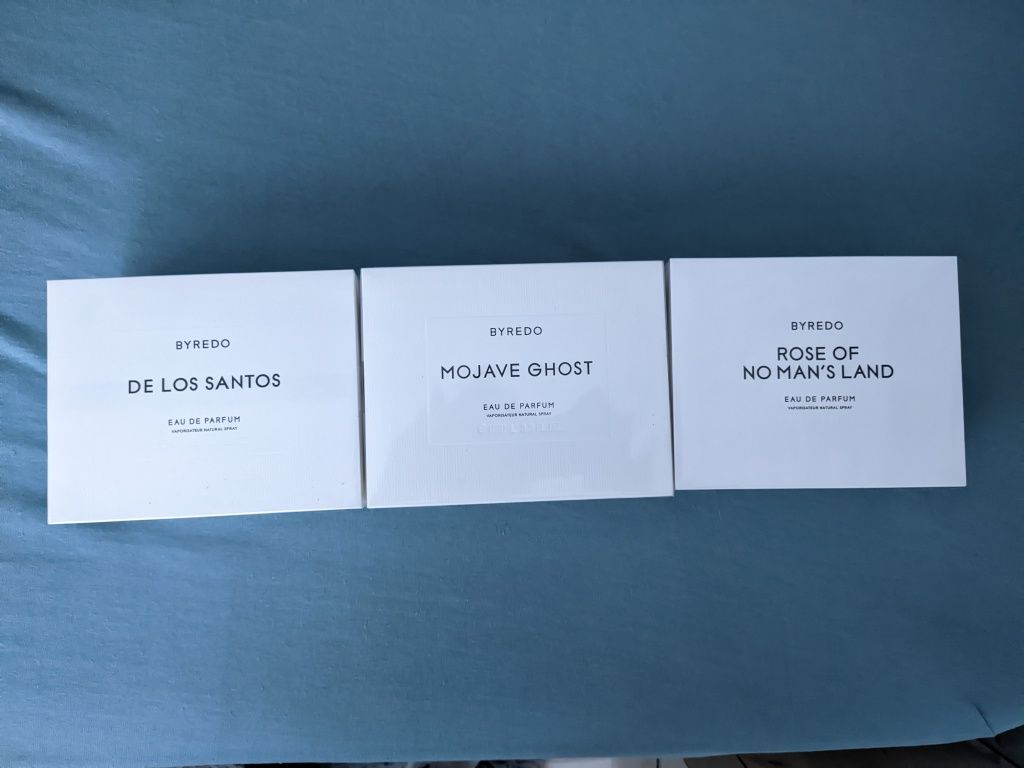 BYREDO
DE LOS SANTOS
EAU DE PARFUM
VAPORISATEUR NATURAL SPRAY
BYREDO
MOJAVE GHOST
EAU DE PARFUM
VAPORISATEUR NATURAL SPRAY
BYREDO
ROSE OF
NO MAN'S LAND
EAU DE PARFUM
VAPORISATEUR NATURAL SPRAY